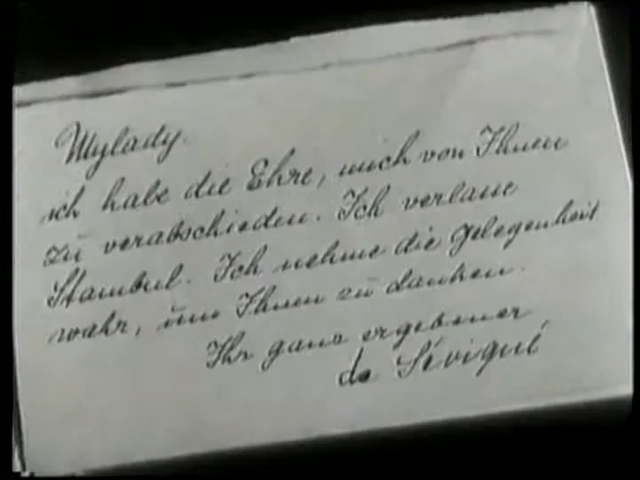 Mylady.
ich habe die Ehre, mich von Ihnen
zu verabschieden. Ich verlasse
Stambul. Ich nehme die Gelegenheit
wahr, um Ihnen zu danken.
Ihr ganz ergebener
de Sévigné